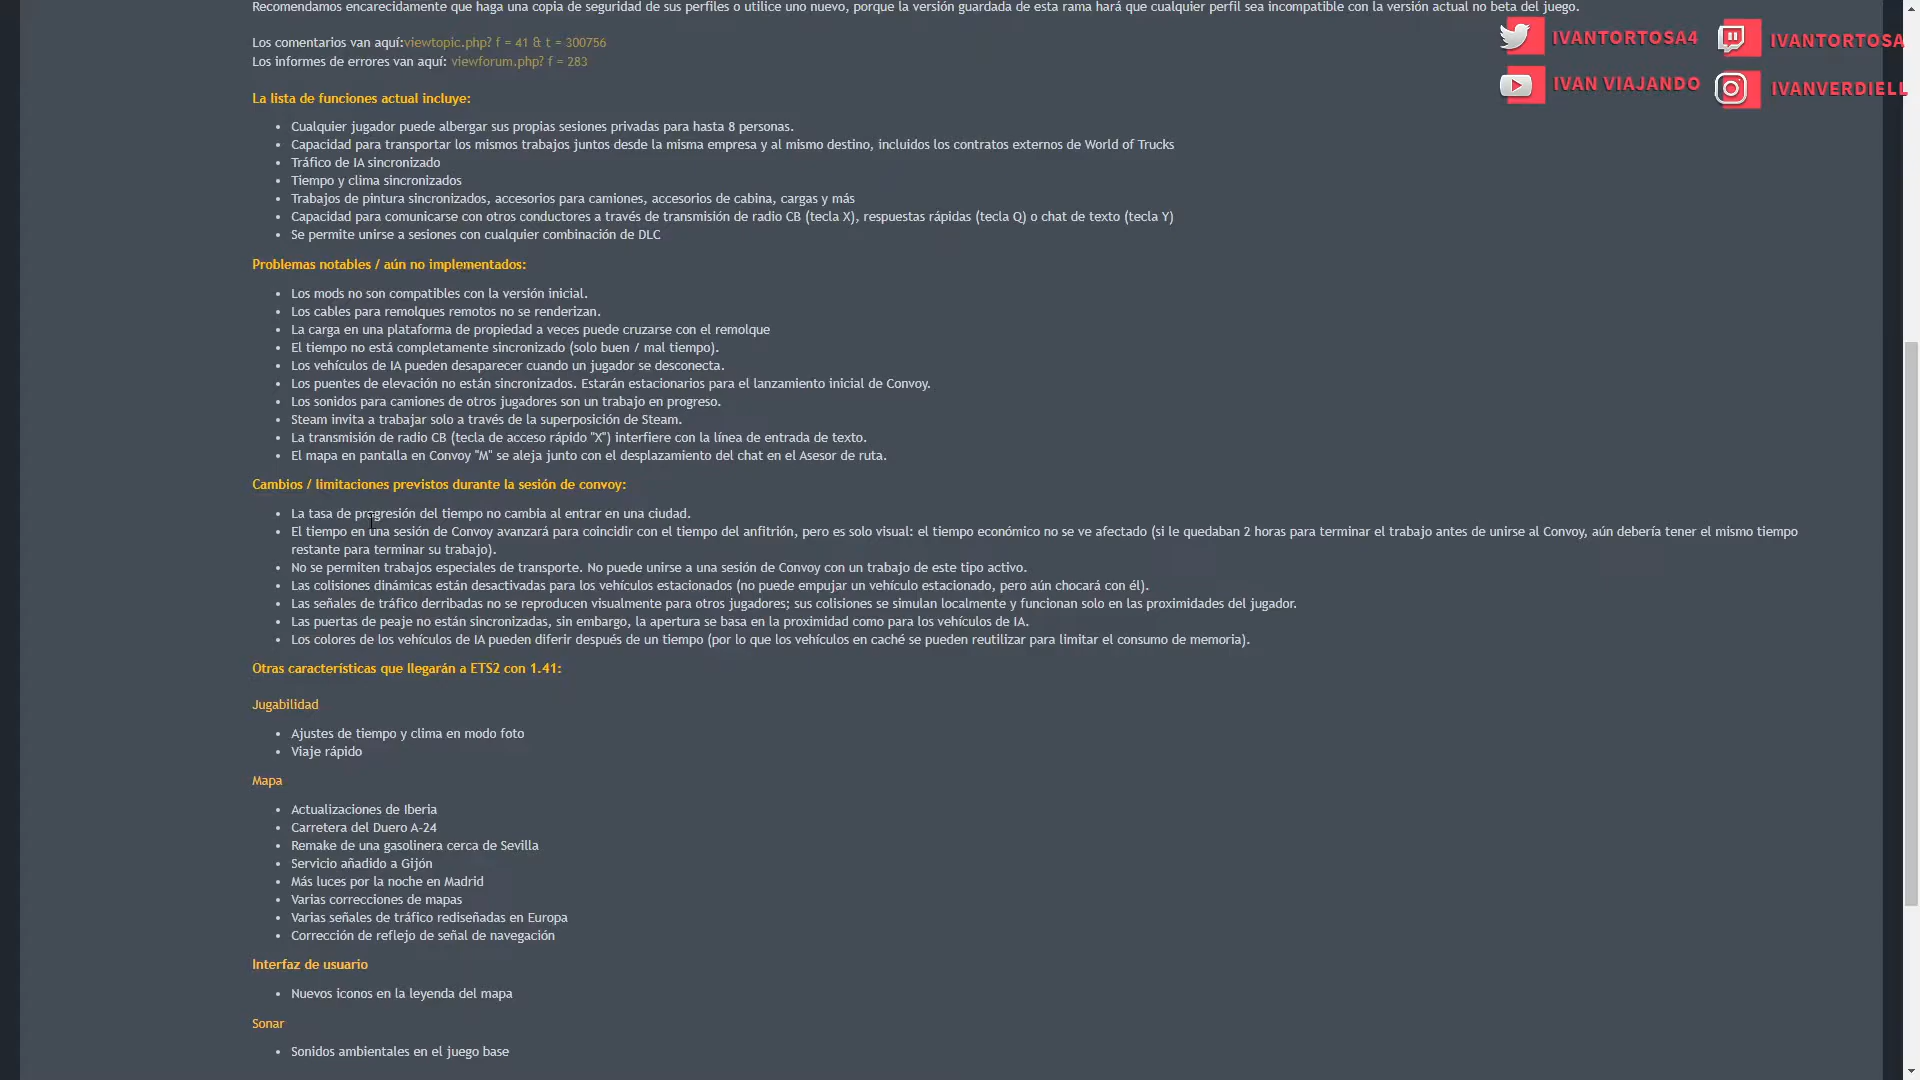 Recomendamos encarecidamente que haga una copia de seguridad de sus perfiles o utilice uno nuevo, porque la versión guardada de esta rama hará que cualquier perfil sea incompatible con la versión actual no beta del juego.
Los comentarios van aquí:viewtopic.php? f = 41 & t = 300756
Los informes de errores van aquí: viewforum.php? f = 283
IVANTORTOSA4
IVANTORTOSA
IVAN VIAJANDO
IVANVERDIELL
La lista de funciones actual incluye:
Cualquier jugador puede albergar sus propias sesiones privadas para hasta 8 personas.
Capacidad para transportar los mismos trabajos juntos desde la misma empresa y al mismo destino, incluidos los contratos externos de World of Trucks
Tráfico de IA sincronizado
Tiempo y clima sincronizados
Trabajos de pintura sincronizados, accesorios para camiones, accesorios de cabina, cargas y más
Capacidad para comunicarse con otros conductores a través de transmisión de radio CB (tecla X), respuestas rápidas (tecla Q) o chat de texto (tecla Y)
Se permite unirse a sesiones con cualquier combinación de DLC
Problemas notables / aún no implementados:
Los mods no son compatibles con la versión inicial.
Los cables para remolques remotos no se renderizan.
La carga en una plataforma de propiedad a veces puede cruzarse con el remolque
El tiempo no está completamente sincronizado (solo buen / mal tiempo).
Los vehículos de IA pueden desaparecer cuando un jugador se desconecta.
Los puentes de elevación no están sincronizados. Estarán estacionarios para el lanzamiento inicial de Convoy.
Los sonidos para camiones de otros jugadores son un trabajo en progreso.
Steam invita a trabajar solo a través de la superposición de Steam.
La transmisión de radio CB (tecla de acceso rápido "X") interfiere con la línea de entrada de texto.
El mapa en pantalla en Convoy "M" se aleja junto con el desplazamiento del chat en el Asesor de ruta.
Cambios / limitaciones previstos durante la sesión de convoy:
La tasa de progresión del tiempo no cambia al entrar en una ciudad.
El tiempo en una sesión de Convoy avanzará para coincidir con el tiempo del anfitrión, pero es solo visual: el tiempo económico no se ve afectado (si le quedaban 2 horas para terminar el trabajo antes de unirse al Convoy, aún debería tener el mismo tiempo
restante para terminar su trabajo).
No se permiten trabajos especiales de transporte. No puede unirse a una sesión de Convoy con un trabajo de este tipo activo.
Las colisiones dinámicas están desactivadas para los vehículos estacionados (no puede empujar un vehículo estacionado, pero aún chocará con él).
Las señales de tráfico derribadas no se reproducen visualmente para otros jugadores; sus colisiones se simulan localmente y funcionan solo en las proximidades del jugador.
Las puertas de peaje no están sincronizadas, sin embargo, la apertura se basa en la proximidad como para los vehículos de IA.
Los colores de los vehículos de IA pueden diferir después de un tiempo (por lo que los vehículos en caché se pueden reutilizar para limitar el consumo de memoria).
Otras características que llegarán a ETS2 con 1.41:
Jugabilidad
Ajustes de tiempo y clima en modo foto
Viaje rápido
Mapa
Actualizaciones de Iberia
Carretera del Duero A-24
Remake de una gasolinera cerca de Sevilla
Servicio añadido a Gijón
Más luces por la noche en Madrid
Varias correcciones de mapas
Varias señales de tráfico rediseñadas en Europa
Corrección de reflejo de señal de navegación
Interfaz de usuario
Nuevos iconos en la leyenda del mapa
Sonar
Sonidos ambientales en el juego base